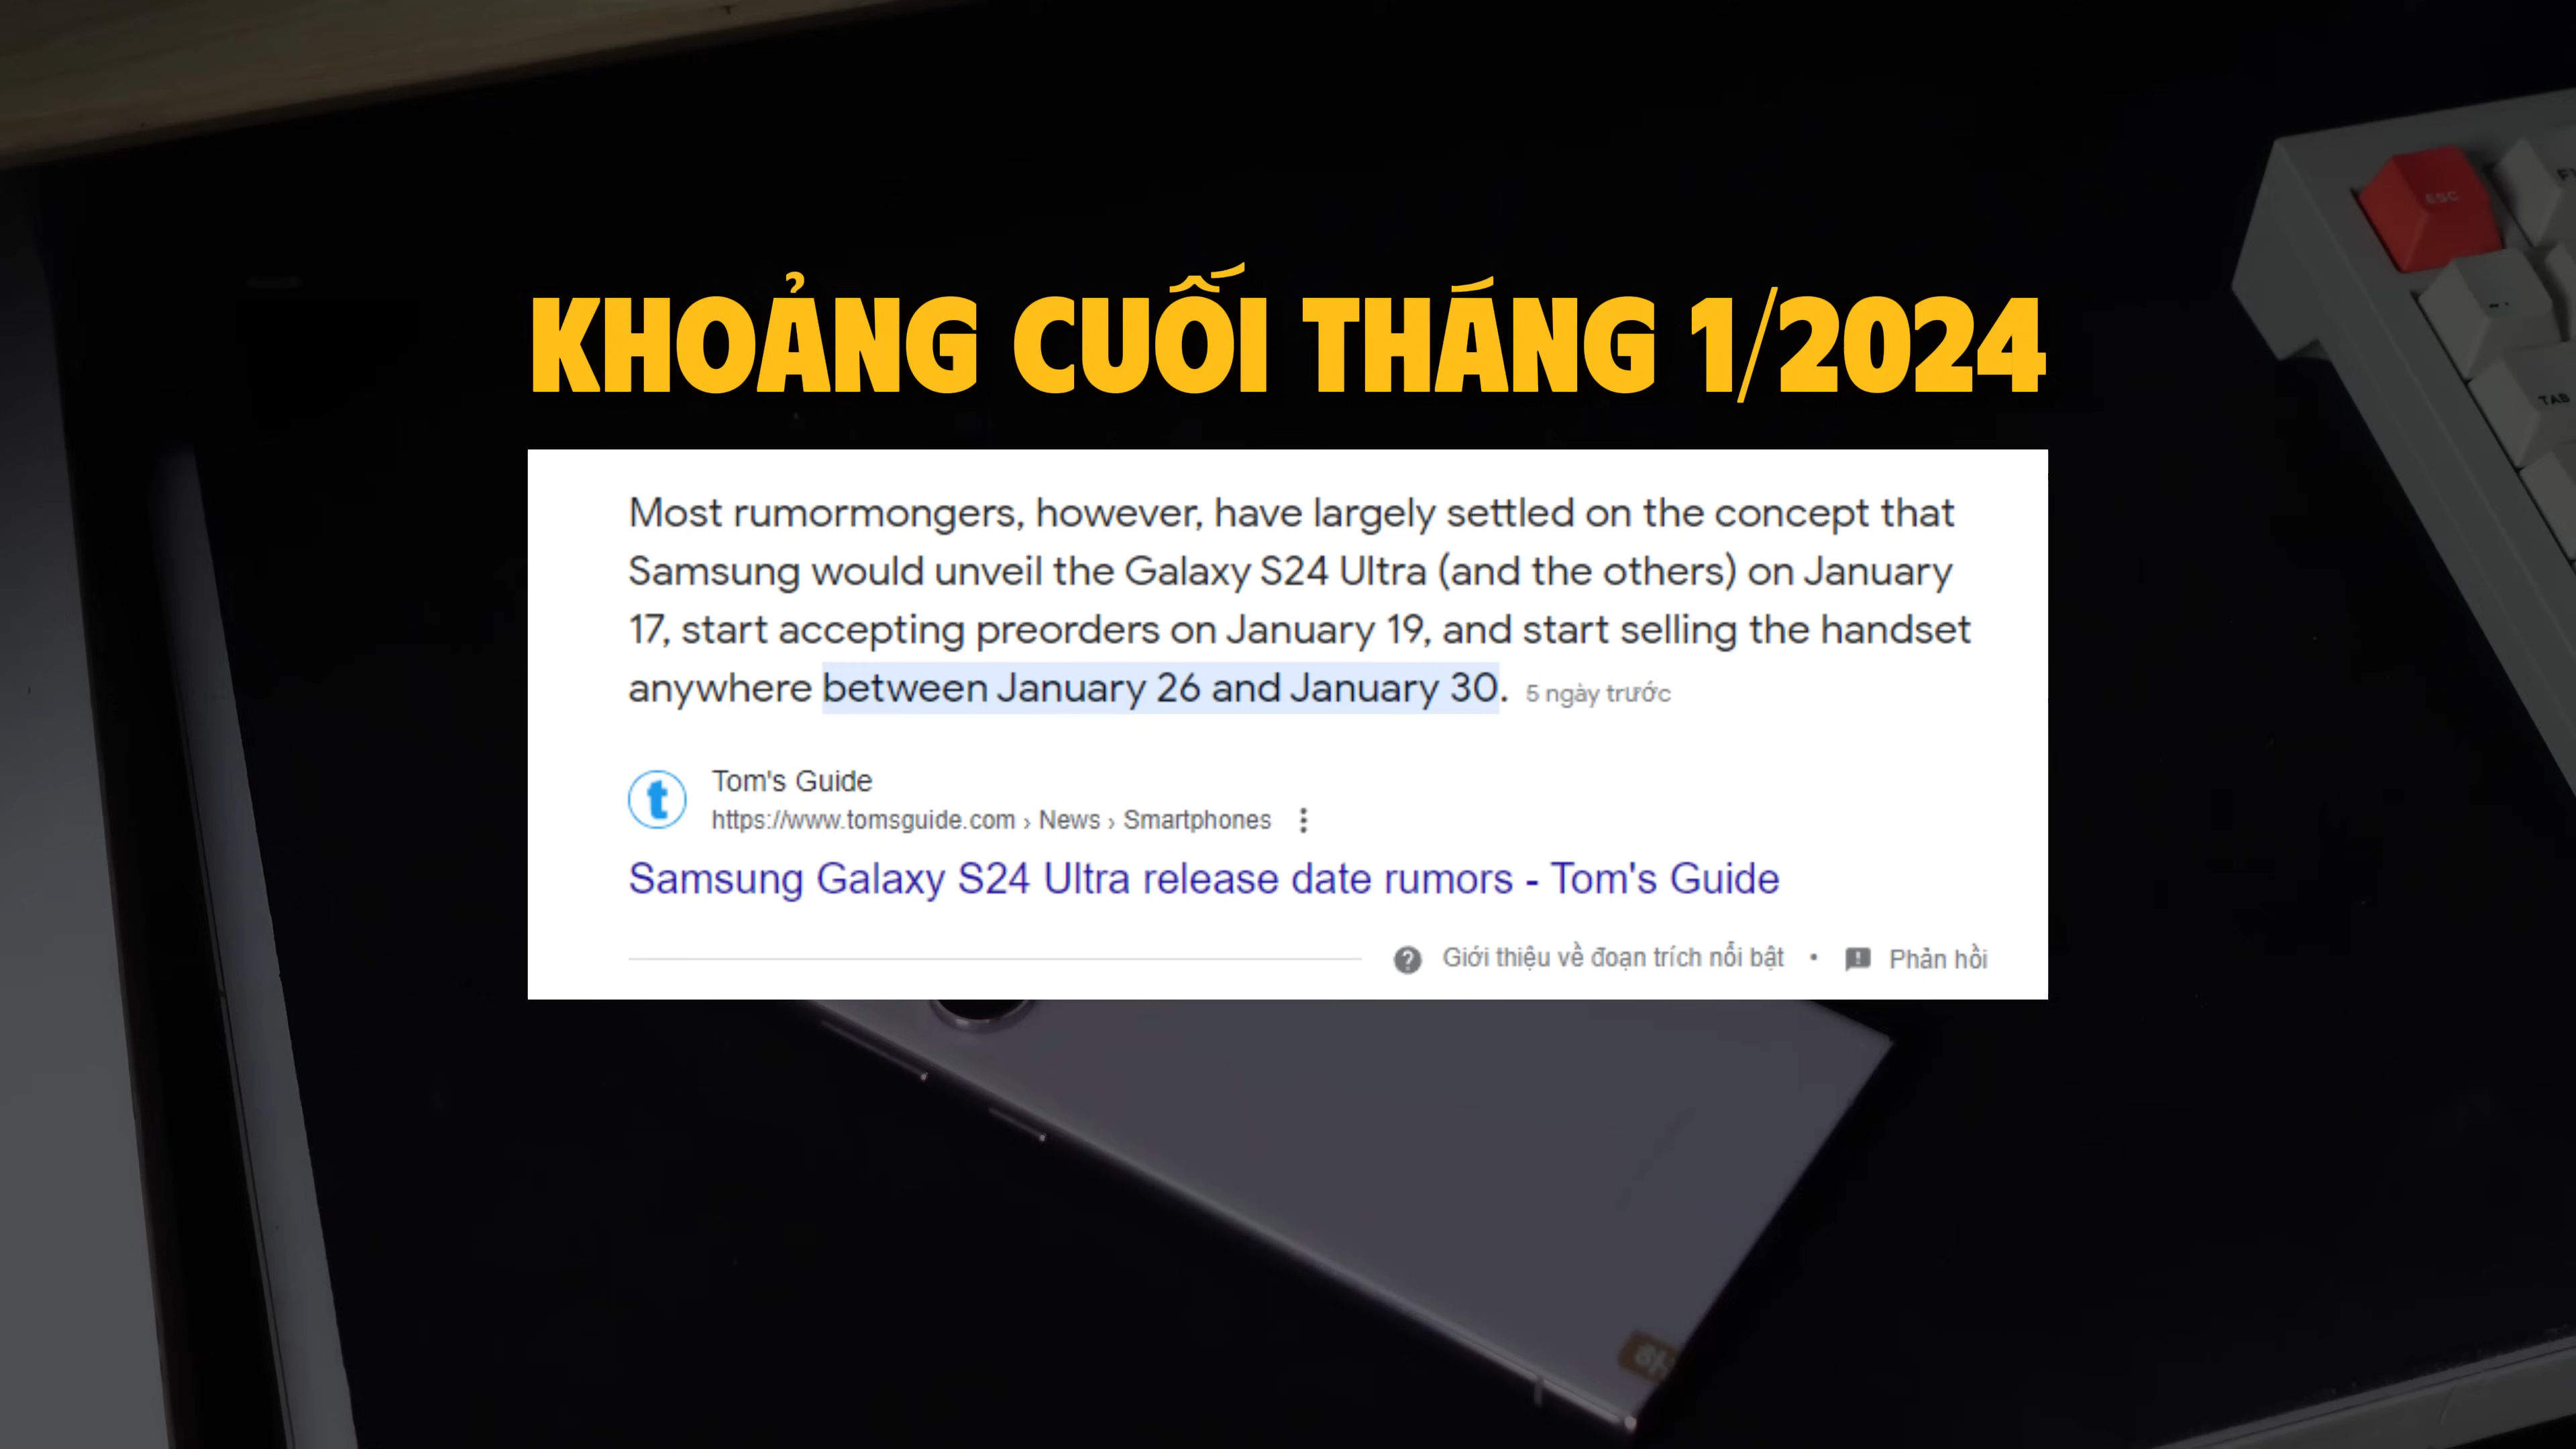 KHOẢNG CUỐI THÁNG 1/2024
Most rumormongers, however, have largely settled on the concept that
Samsung would unveil the Galaxy S24 Ultra (and the others) on January
17, start accepting preorders on January 19, and start selling the handset
anywhere between January 26 and January 30. 5 ngày trước
Tom's Guide
https://www.tomsguide.com › News › Smartphones
Samsung Galaxy S24 Ultra release date rumors - Tom's Guide
Giới thiệu về đoạn trích nổi bật • Phản hồi
ESC
TAB